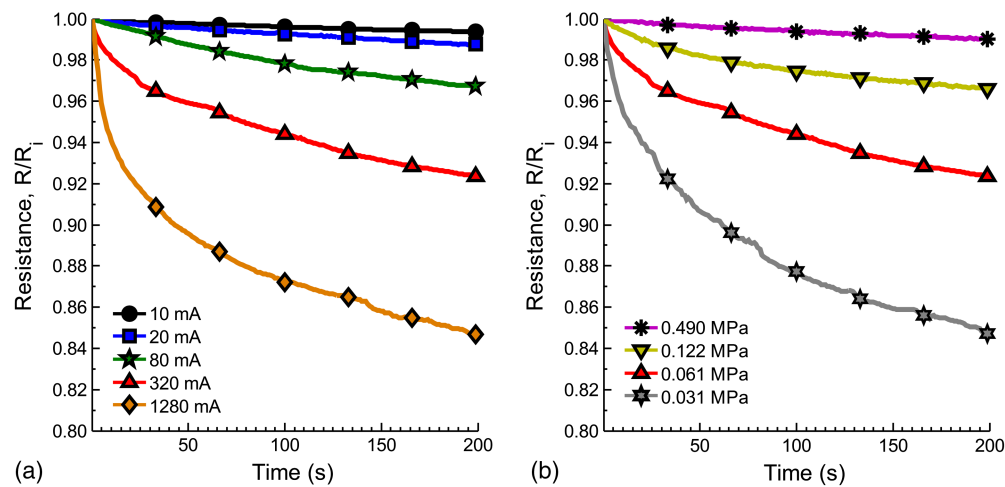 1.00
0.98
0.96
0.94
0.92
0.90
0.88
0.86
0.84
0.82
0.80
Resistance, R/Ri
10 mA
20 mA
80 mA
320 mA
1280 mA
50
100
150
200
Time (s)
(a)
1.00
0.98
0.96
0.94
0.92
0.90
0.88
0.86
0.84
0.82
0.80
Resistance, R/Ri
0.490 MPa
0.122 MPa
0.061 MPa
0.031 MPa
50
100
150
200
Time (s)
(b)